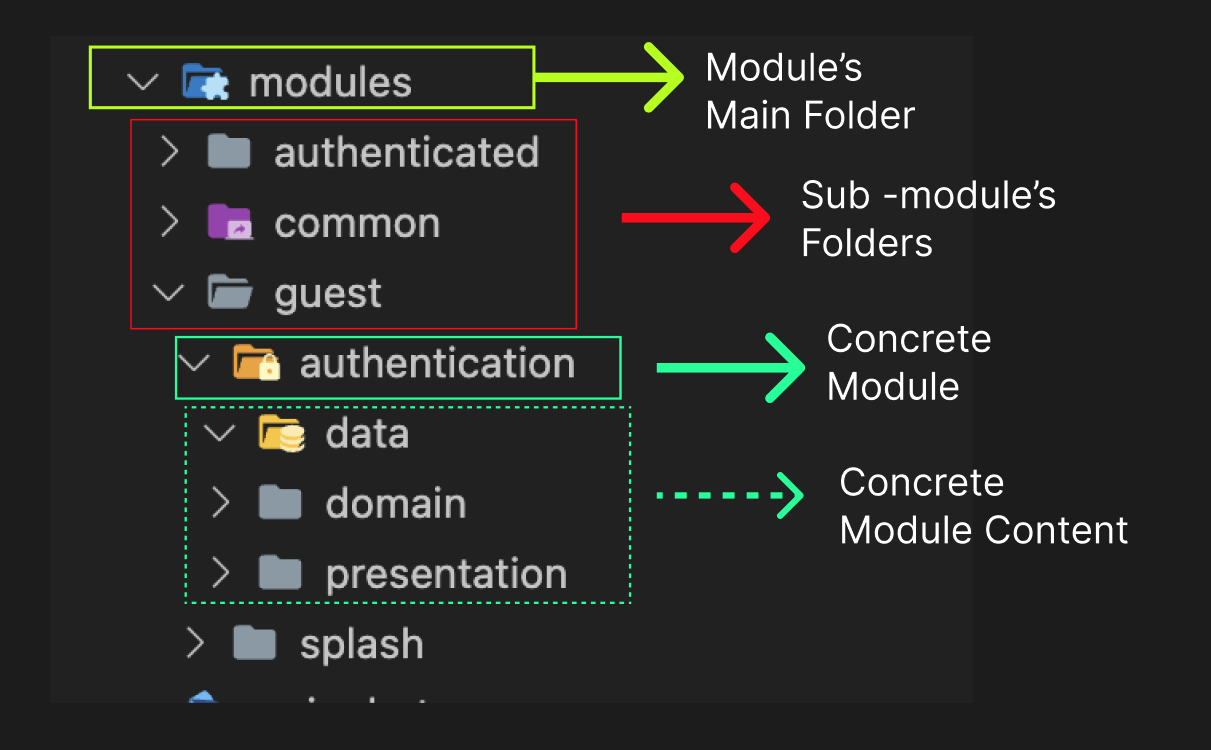 modules
Module’s
Main Folder
authenticated
common
guest
Sub -module’s
Folders
authentication
Concrete
Module
data
domain
presentation
Concrete
Module Content
splash